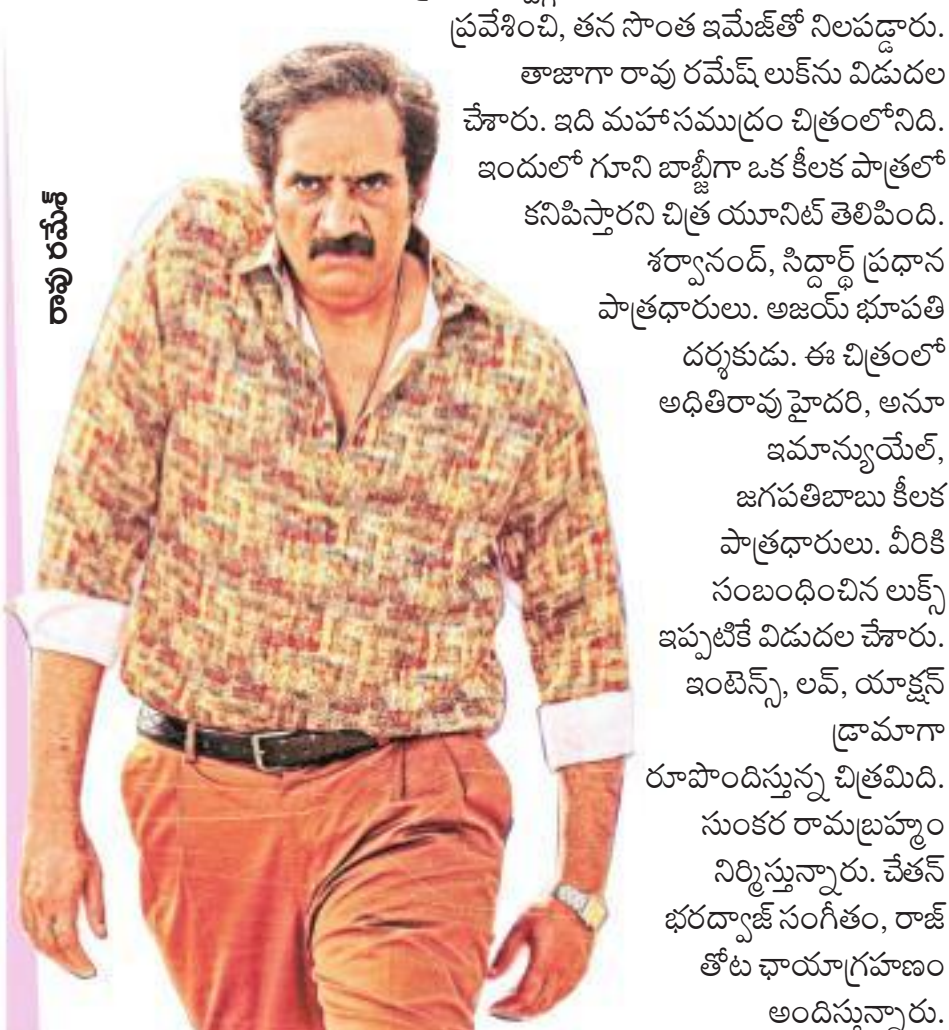 ప్రవేశించి, తన సొంత ఇమేజ్‌తో నిలపడ్డారు.
తాజాగా రావు రమేష్ లుక్‌ను విడుదల
చేశారు. ఇది మహాసముద్రం చిత్రంలోనిది.
ఇందులో గూని బాబ్జీగా ఒక కీలక పాత్రలో
కనిపిస్తారని చిత్ర యూనిట్ తెలిపింది.
శర్వానంద్, సిద్దార్థ్ ప్రధాన
పాత్రధారులు. అజయ్ భూపతి
దర్శకుడు. ఈ చిత్రంలో
అధితిరావు హైదరి, అనూ
ఇమాన్యుయేల్,
జగపతిబాబు కీలక
పాత్రధారులు. వీరికి
సంబంధించిన లుక్స్
ఇప్పటికే విడుదల చేశారు.
ఇంటెన్స్, లవ్, యాక్షన్
డ్రామాగా
రూపొందిస్తున్న చిత్రమిది.
సుంకర రామబ్రహ్మం
నిర్మిస్తున్నారు. చేతన్
భరద్వాజ్ సంగీతం, రాజ్
తోట ఛాయాగ్రహణం
అందిస్తున్నారు.
రావు రమేశ్